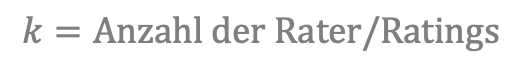 k = Anzahl der Rater/Ratings